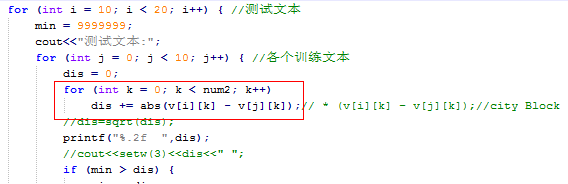 for (int i = 10; i < 20; i++) { //测试文本
min = 9999999;
cout<<"测试文本:";
for (int j = 0; j < 10; j++) { //各个训练文本
dis = 0;
for (int k = 0; k < num2; k++)
dis += abs(v[i][k] - v[j][k]);// * (v[i][k] - v[j][k]);//city Block
//dis=sqrt(dis);
printf("%.2f  ",dis);
//cout<<setw(3)<<dis<<" ";
if (min > dis) {